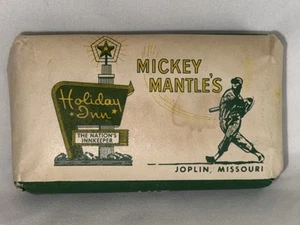 MICKEY
MANTLE'S
Holiday
Inn
THE NATION'S
INNKEEPER
JOPLIN, MISSOURI